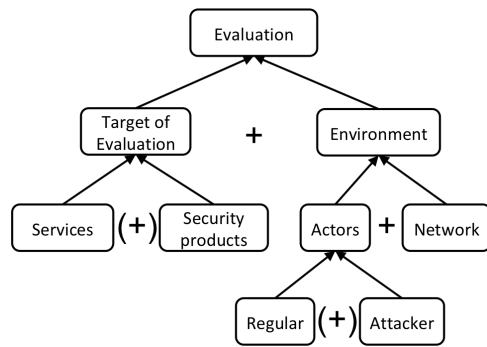 Evaluation
Target of
Evaluation
+
Environment
Services
(+)
Security
products
Actors
+
Network
Regular
(+)
Attacker